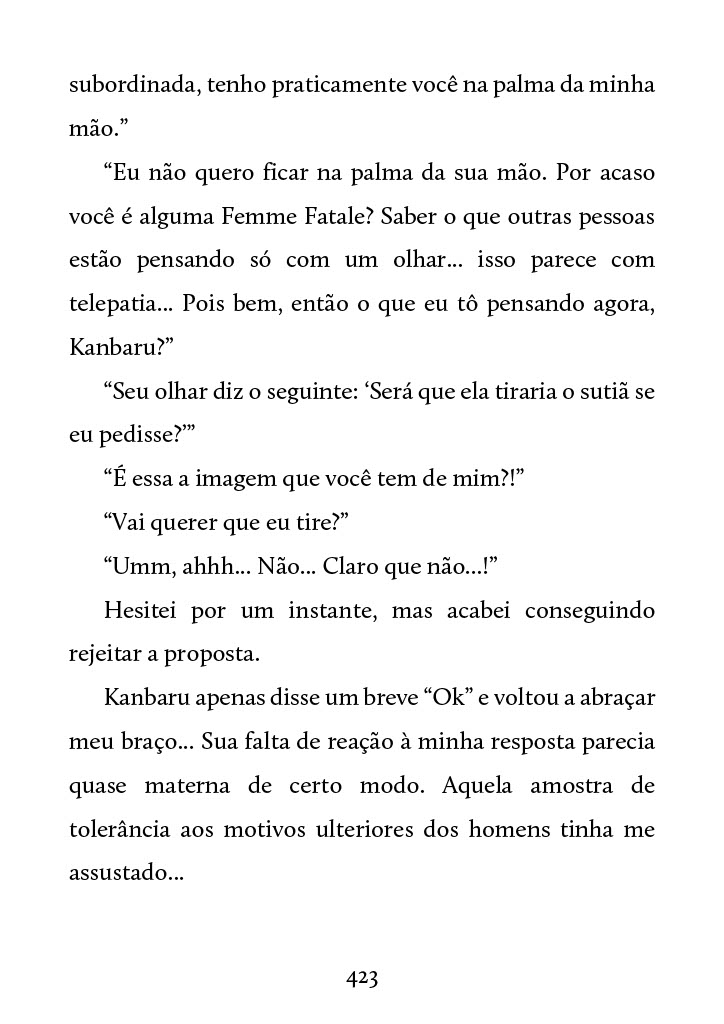 subordinada, tenho praticamente você na palma da minha
mão.”
“Eu não quero ficar na palma da sua mão. Por acaso
você é alguma Femme Fatale? Saber o que outras pessoas
estão pensando só com um olhar... isso parece com
telepatia... Pois bem, então o que eu tô pensando agora,
Kanbaru?”
“Seu olhar diz o seguinte: ‘Será que ela tiraria o sutiã se
eu pedisse?’”
“É essa a imagem que você tem de mim?!”
“Vai querer que eu tire?”
“Umm, ahhh... Não... Claro que não...!”
Hesitei por um instante, mas acabei conseguindo
rejeitar a proposta.
Kanbaru apenas disse um breve “Ok” e voltou a abraçar
meu braço... Sua falta de reação à minha resposta parecia
quase materna de certo modo. Aquela amostra de
tolerância aos motivos ulteriores dos homens tinha me
assustado...
423